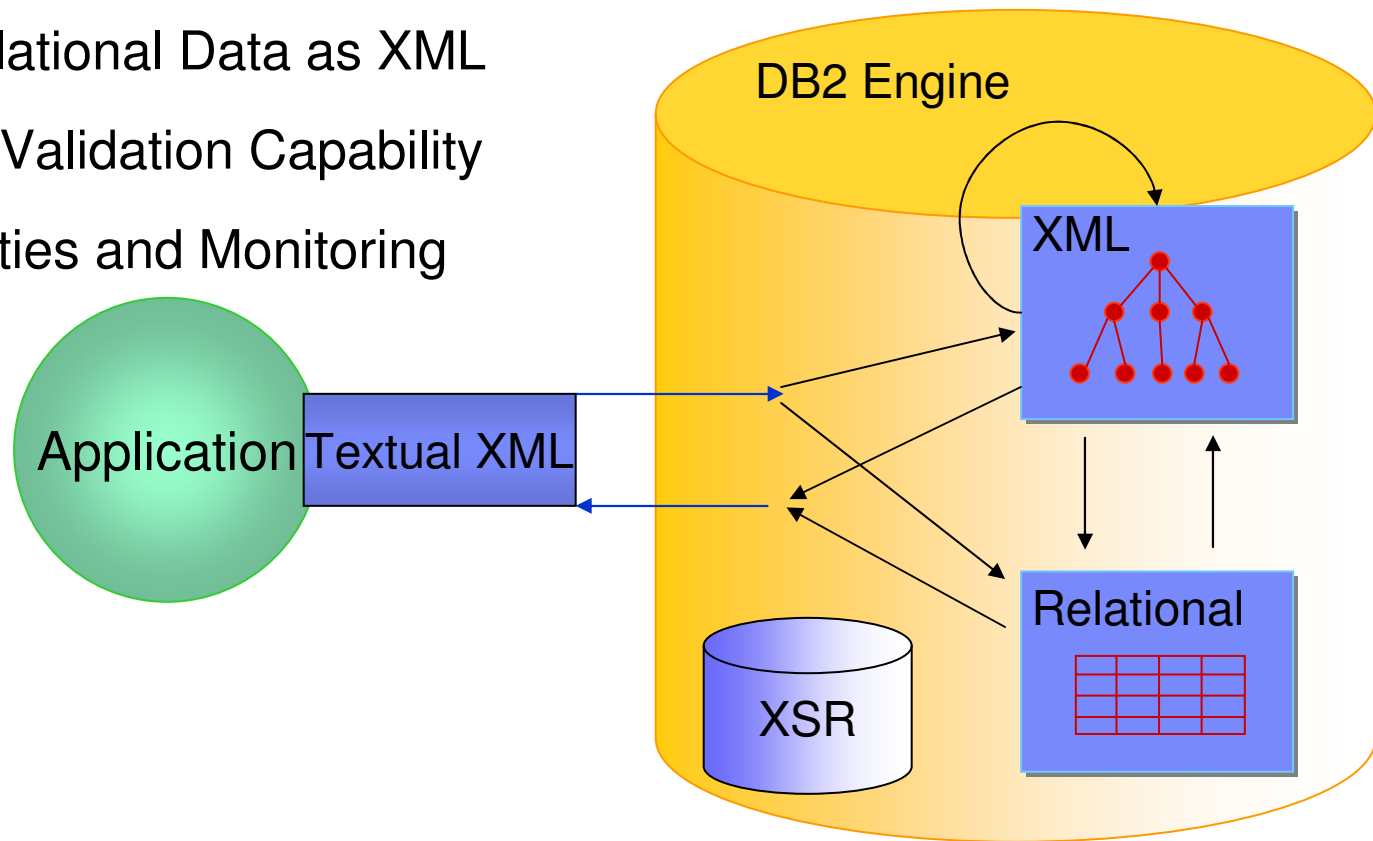 lational Data as XML
Validation Capability
ties and Monitoring
DB2 Engine
XML
Application
Textual XML
Relational
XSR